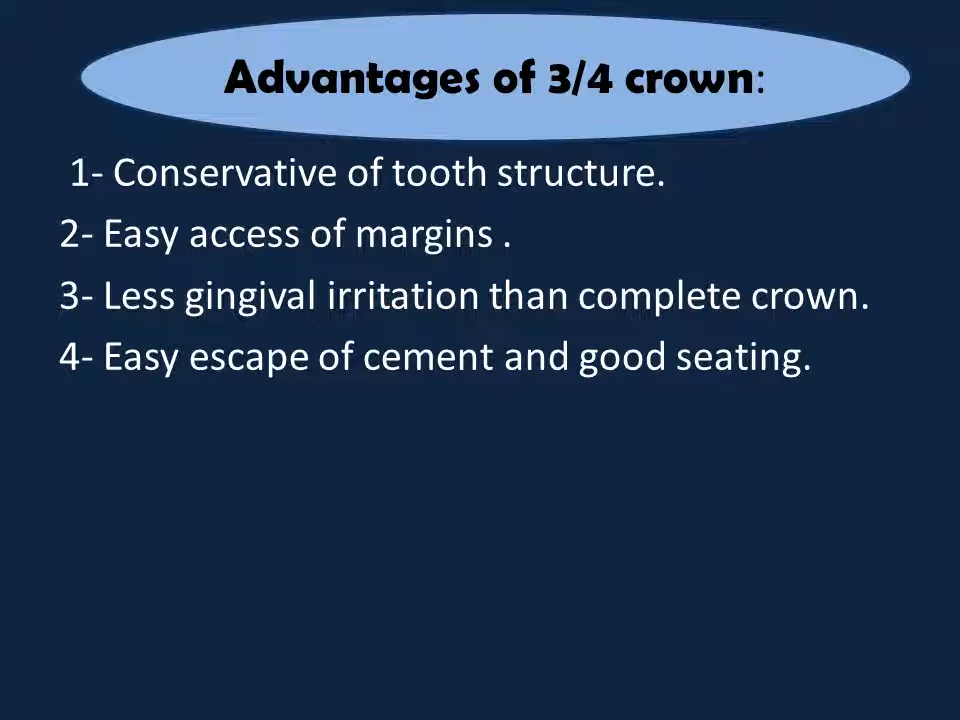 Advantages of 3/4 crown:
1- Conservative of tooth structure.
2- Easy access of margins .
3- Less gingival irritation than complete crown.
4- Easy escape of cement and good seating.